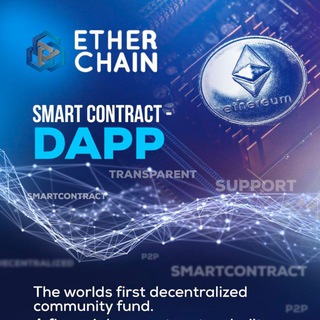 ETHER
CHAIN
SMART CONTRACT -
DAPP
ethereum
TRANSPARENT
SUPPORT
SMARTCONTRACT
P2P
DECENTRALIZED
SMARTCONTRACT
The worlds first decentralized
community fund.
P2P